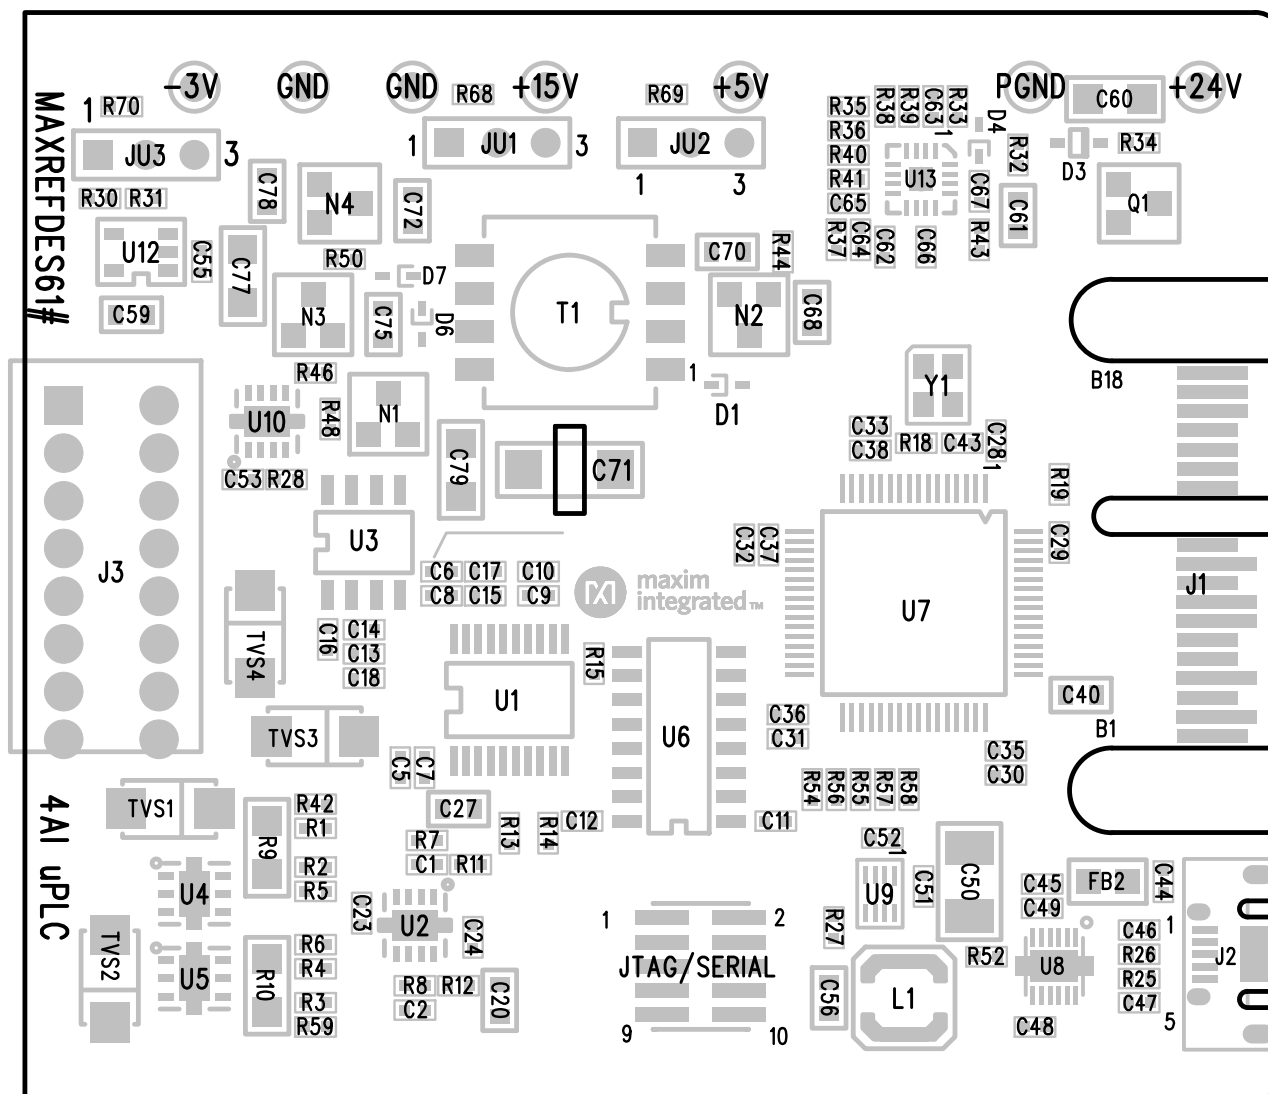 -3V GND GND +15V +5V PGND +24V
MAXREFDES61#
1 R70
JU3 3
R68
1 JU1 3
R69
JU2
1 3
R35 R38 R39 C63 R33 D4
R36 1
R40
R41 U13
C65
R37 C64 C62 C66 R43
C67 R32 C61
C60
D3 R34
Q1
R30 R31
U12 C55
C59
C78 N4 C72
C77 R50 D7
N3 C75 D6
T1
1
C70 R44
N2 C68
D1
Y1
B18
R46
U10 R48 N1
C53 R28
C79 C71
C33
C38 R18 C43 C28
1
R19
C29
J3
U3
C6 C17 C10
C8 C15 C9
maxim
integrated™
C32 C37
U7
J1
TVS4
C16 C14
C13
C18
R15
U1
U6
C36
C31
C40
B1
C35
C30
TVS3
C5 C7
4AI uPLC
TVS1
R42
R1
R9
R2
R5
C27
R7
C1 R11
R13 R14 C12 C11
R54 R56 R55 R57 R58
C52
1
U9 C51 C50
C45
C49
FB2 C44
U4
U5
TVS2
R10
R6
R4
R3
R59
C23 U2 C24
R8 R12
C2
C20
1 2
JTAG/SERIAL
9 10
R27
C56
L1
R52 U8
C48
C46
R26
R25
C47
1
J2
5